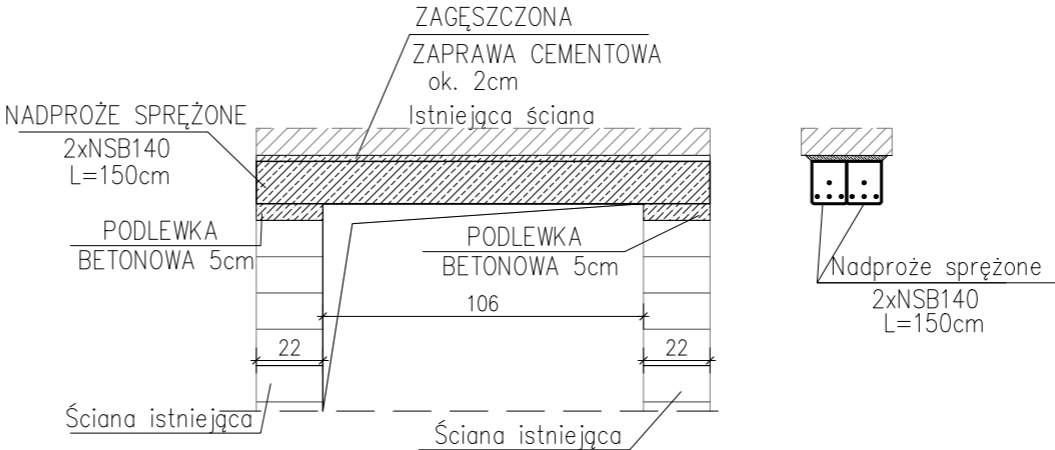 ZAGĘSZCZONA
ZAPRAWA CEMENTOWA
ok. 2cm
Istniejąca ściana
NADPROŻE SPRĘŻONE
2xNSB140
L=150cm
PODLEWKA
BETONOWA 5cm
PODLEWKA
BETONOWA 5cm
Nadproże sprężone
2xNSB140
L=150cm
106
22
22
Ściana istniejąca
Ściana istniejąca